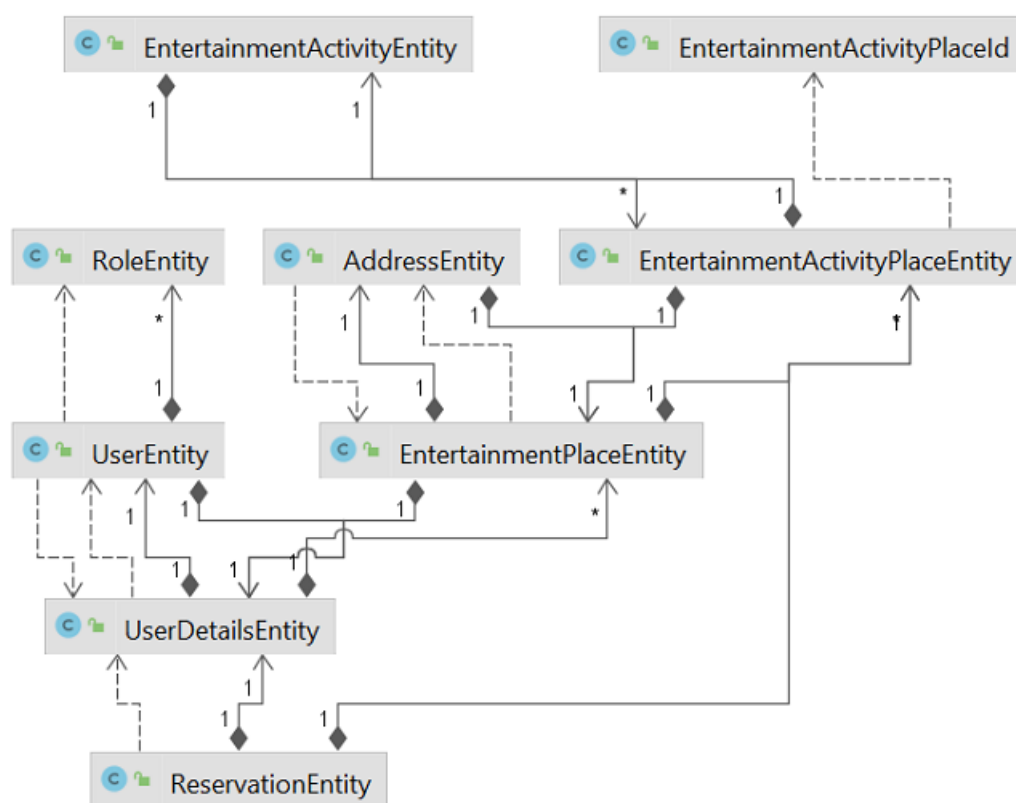 C EntertainmentActivityEntity
C EntertainmentActivityPlaceId
1
1
*
1
C RoleEntity
C AddressEntity
C EntertainmentActivityPlaceEntity
*
1
1
1
1
1
1
1
1
C UserEntity
C EntertainmentPlaceEntity
1
1
1
*
1
1
1
C UserDetailsEntity
1
1
1
C ReservationEntity